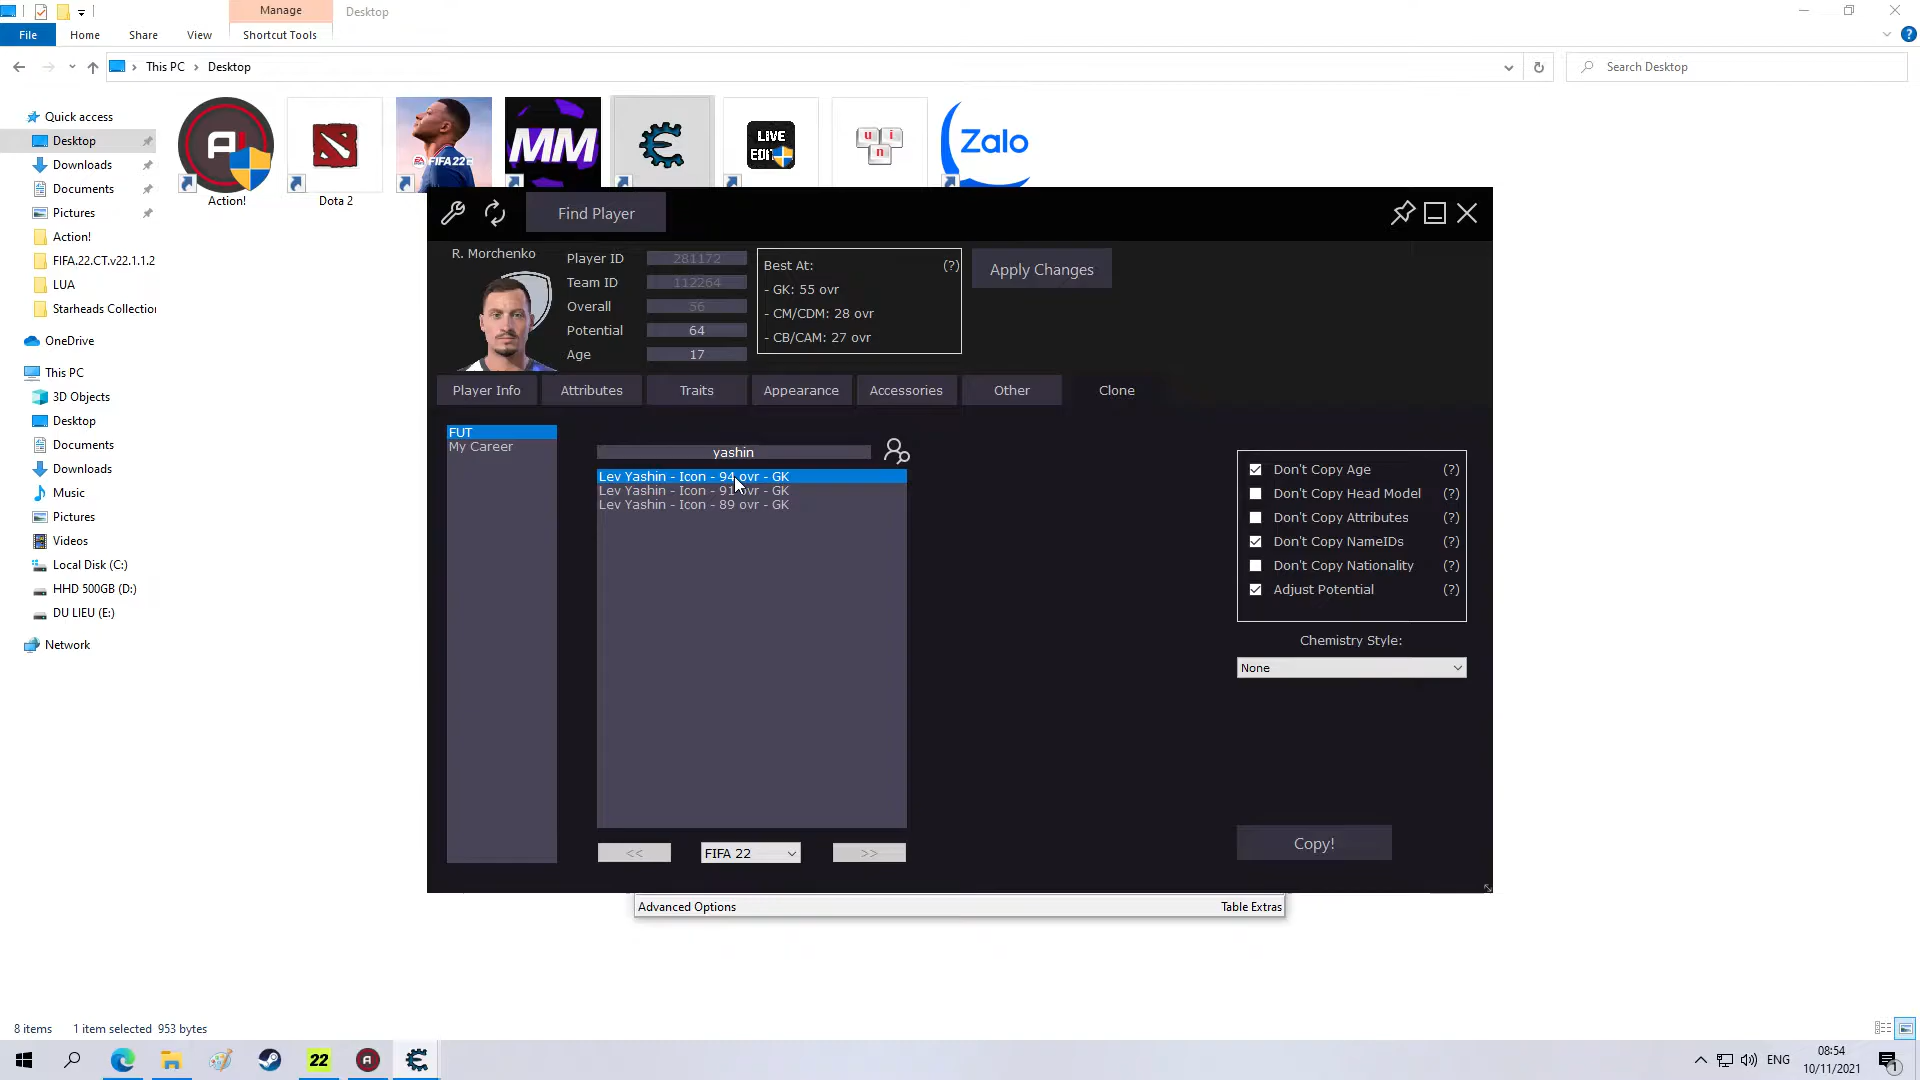 Manage
Desktop
File
Home
Share
View
Shortcut Tools
This PC
Desktop
Search Desktop
Quick access
Desktop
Downloads
Documents
Pictures
Action!
FIFA.22.CT.v22.1.1.2
LUA
Starheads Collectio
OneDrive
This PC
3D Objects
Desktop
Documents
Downloads
Music
Pictures
Videos
Local Disk (C:)
HHD 500GB (D:)
DU LIEU (E:)
Network
Action!
Dota 2
FIFA 22
MM
LIVE
u i
n
Zalo
Find Player
R. Morchenko
Player ID 281172
Team ID 112264
Overall 56
Potential 64
Age 17
Best At: (?)
- GK: 55 ovr
- CM/CDM: 28 ovr
- CB/CAM: 27 ovr
Apply Changes
Player Info
Attributes
Traits
Appearance
Accessories
Other
Clone
FUT
My Career
yashin
Lev Yashin - Icon - 94 ovr - GK
Lev Yashin - Icon - 91 ovr - GK
Lev Yashin - Icon - 89 ovr - GK
<<
FIFA 22
>>
Don't Copy Age (?)
Don't Copy Head Model (?)
Don't Copy Attributes (?)
Don't Copy NameIDs (?)
Don't Copy Nationality (?)
Adjust Potential (?)
Chemistry Style:
None
Copy!
Advanced Options
Table Extras
8 items
1 item selected 953 bytes
22
ENG
08:54
10/11/2021
1